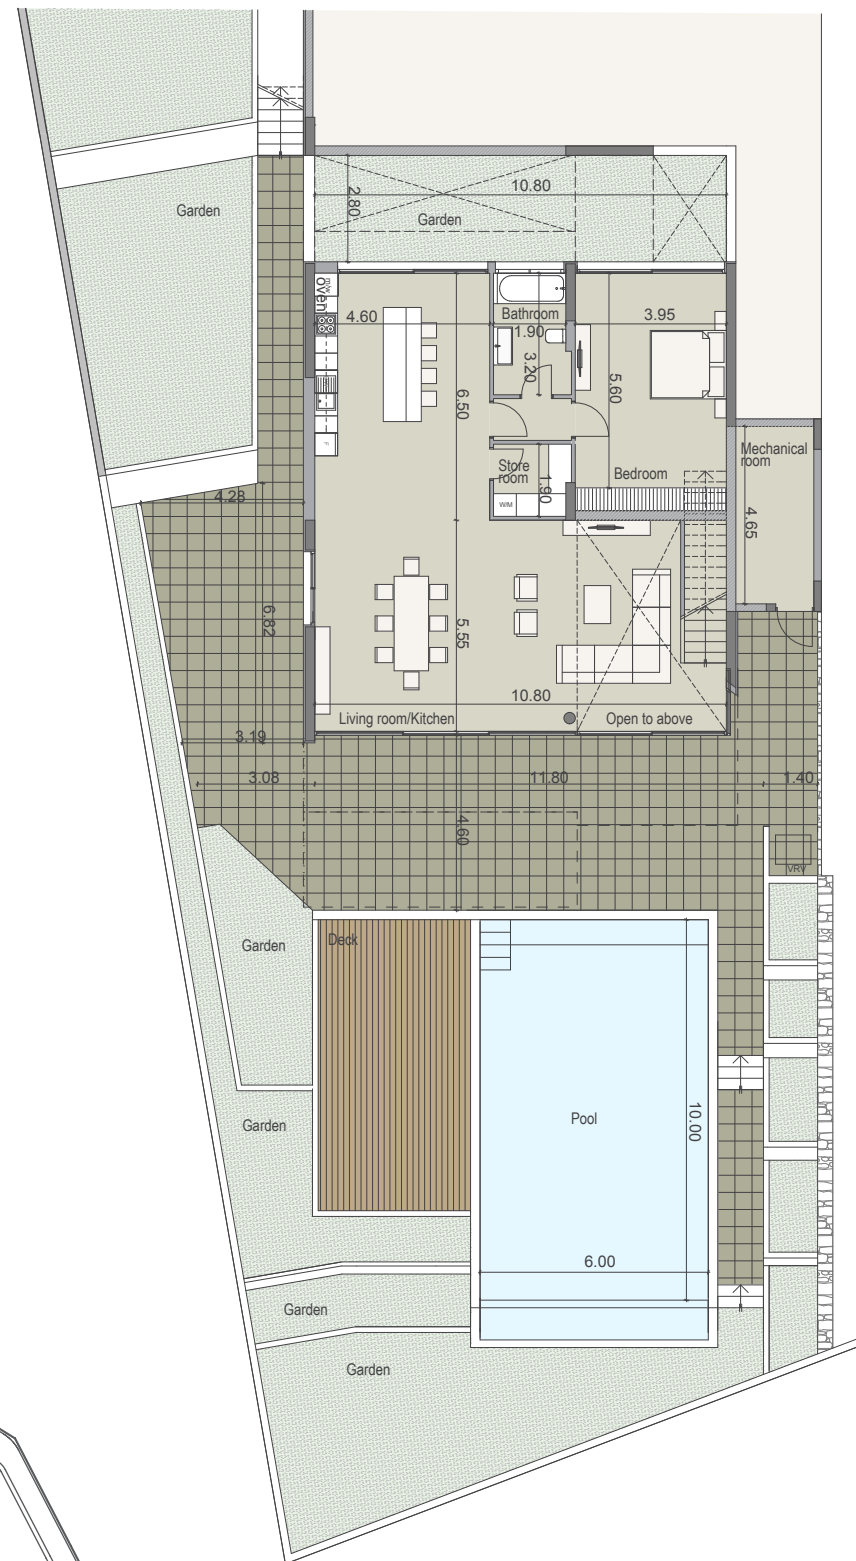 Garden
2.80
10.80
Garden
m/w
oven
4.60
Bathroom
1.90
3.20
3.95
6.50
5.60
F
Store
room
1.90
W/M
Bedroom
Mechanical
room
4.65
4.28
6.82
5.55
10.80
Living room/Kitchen
Open to above
3.19
3.08
11.80
1.40
4.60
VRV
Garden
Deck
Garden
Pool
10.00
6.00
Garden
Garden